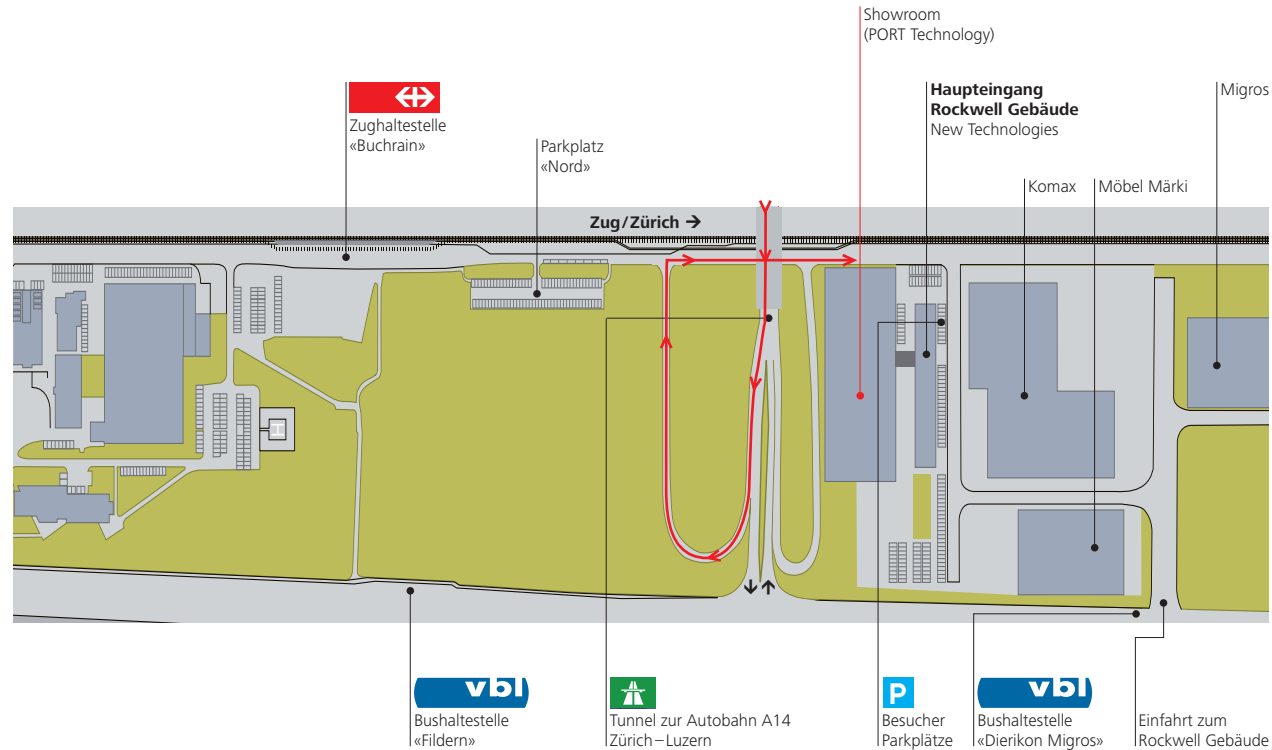 Showroom
(PORT Technology)
Haupteingang
Rockwell Gebäude
New Technologies
Migros
Zughaltestelle
«Buchrain»
Parkplatz
«Nord»
Komax
Möbel Märki
Zug/Zürich →
H
vbl
Bushaltestelle
«Fildern»
Tunnel zur Autobahn A14
Zürich–Luzern
P
Besucher
Parkplätze
vbl
Bushaltestelle
«Dierikon Migros»
Einfahrt zum
Rockwell Gebäude